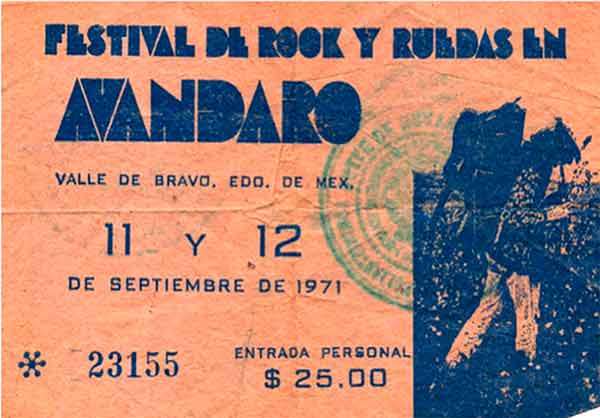 FESTIVAL DE ROCK Y RUEDAS EN
AVANDARO
VALLE DE BRAVO, EDO. DE MEX.
11 Y 12
DE SEPTIEMBRE DE 1971
* 23155
ENTRADA PERSONAL
$ 25.00